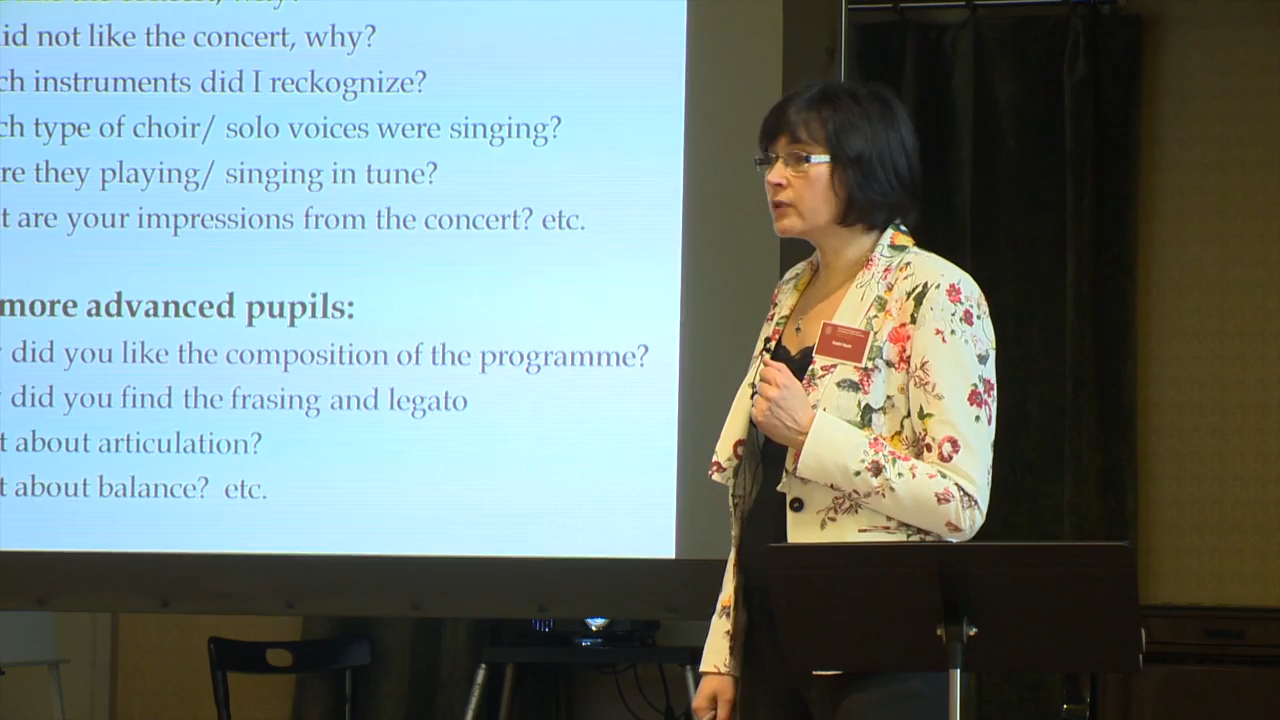 id not like the concert, why?
ch instruments did I reckognize?
ch type of choir/ solo voices were singing?
re they playing/ singing in tune?
t are your impressions from the concert? etc.
more advanced pupils:
did you like the composition of the programme?
did you find the frasing and legato
t about articulation?
t about balance? etc.